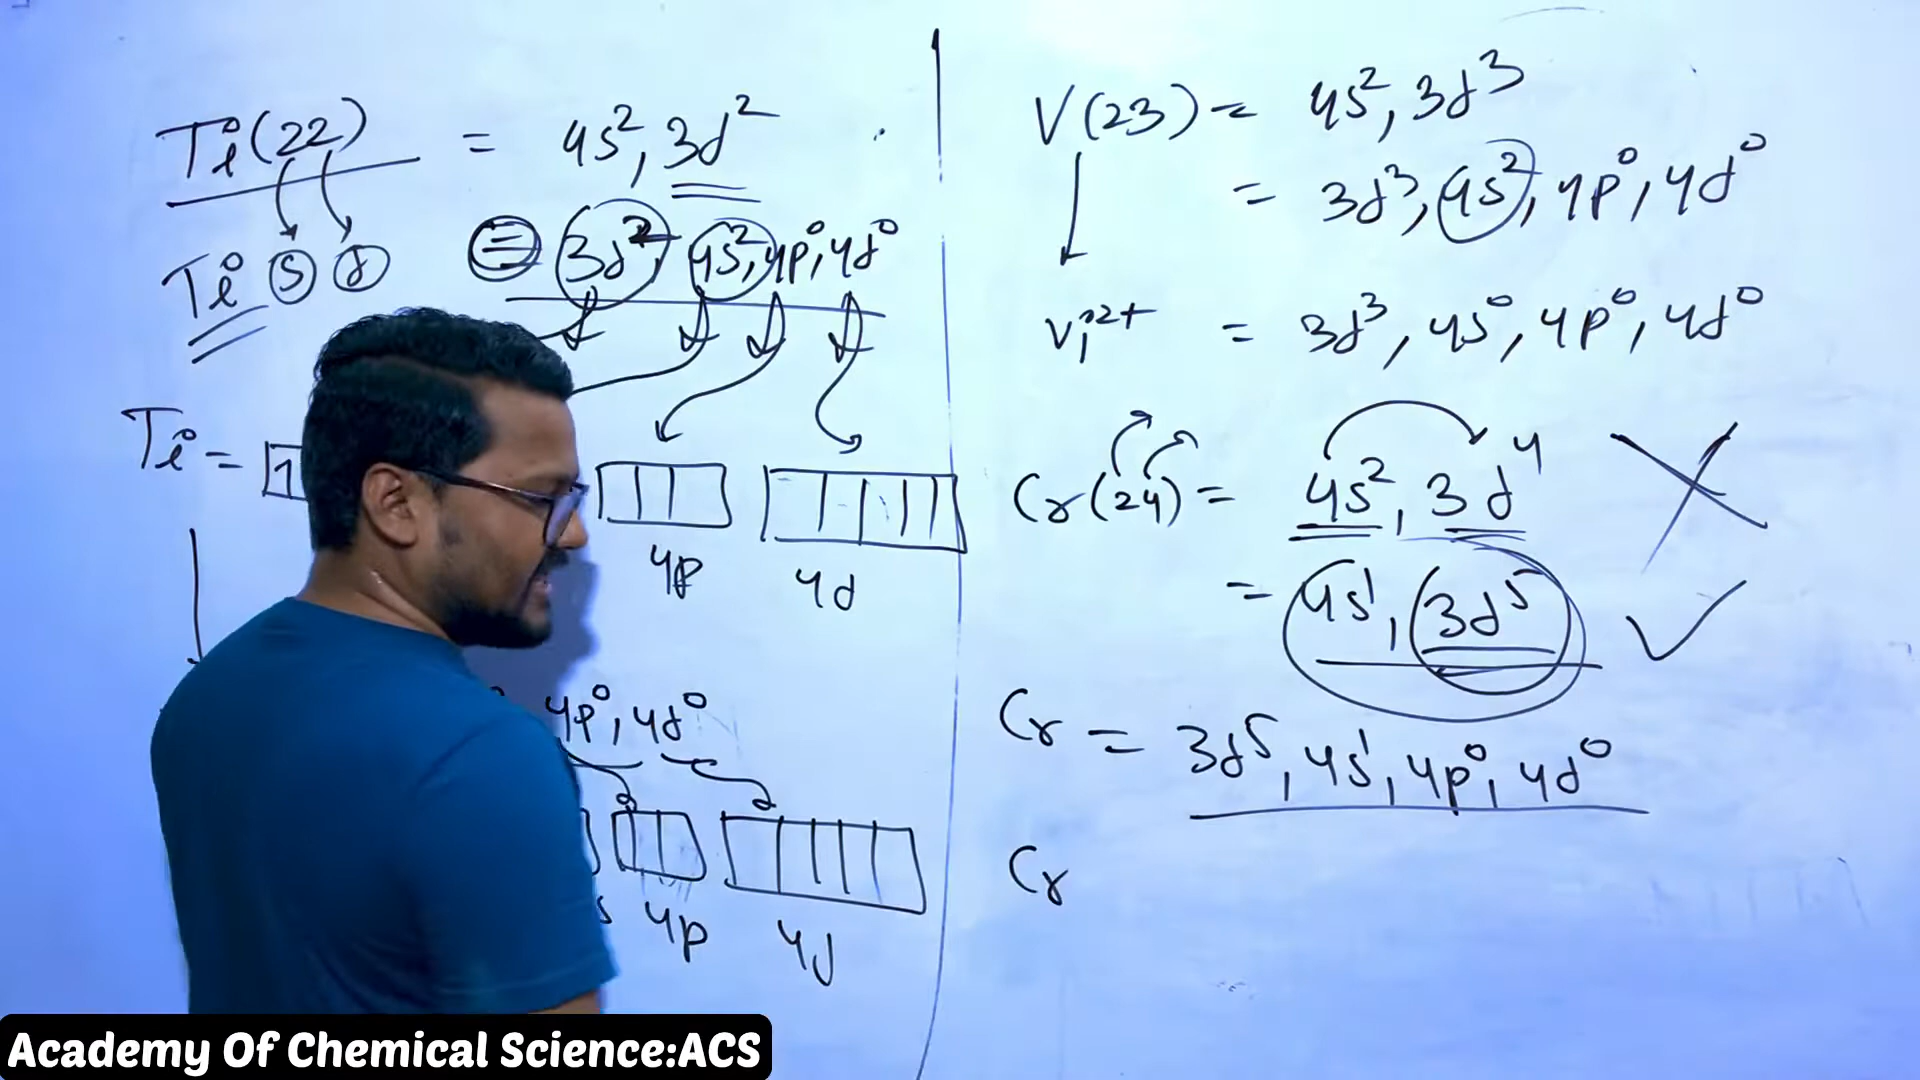 Ti(22) = 4s², 3d²
Ti s d
= 3d², 4s², 4p⁰, 4d⁰
Ti = 1
4p 4d
4p⁰, 4d⁰
s 4p 4d
V(23) = 4s², 3d³
= 3d³, 4s², 4p⁰, 4d⁰
V²⁺ = 3d³, 4s⁰, 4p⁰, 4d⁰
Cr(24) = 4s², 3d⁴
= 4s¹, 3d⁵
Cr = 3d⁵, 4s¹, 4p⁰, 4d⁰
Cr
Academy Of Chemical Science:ACS